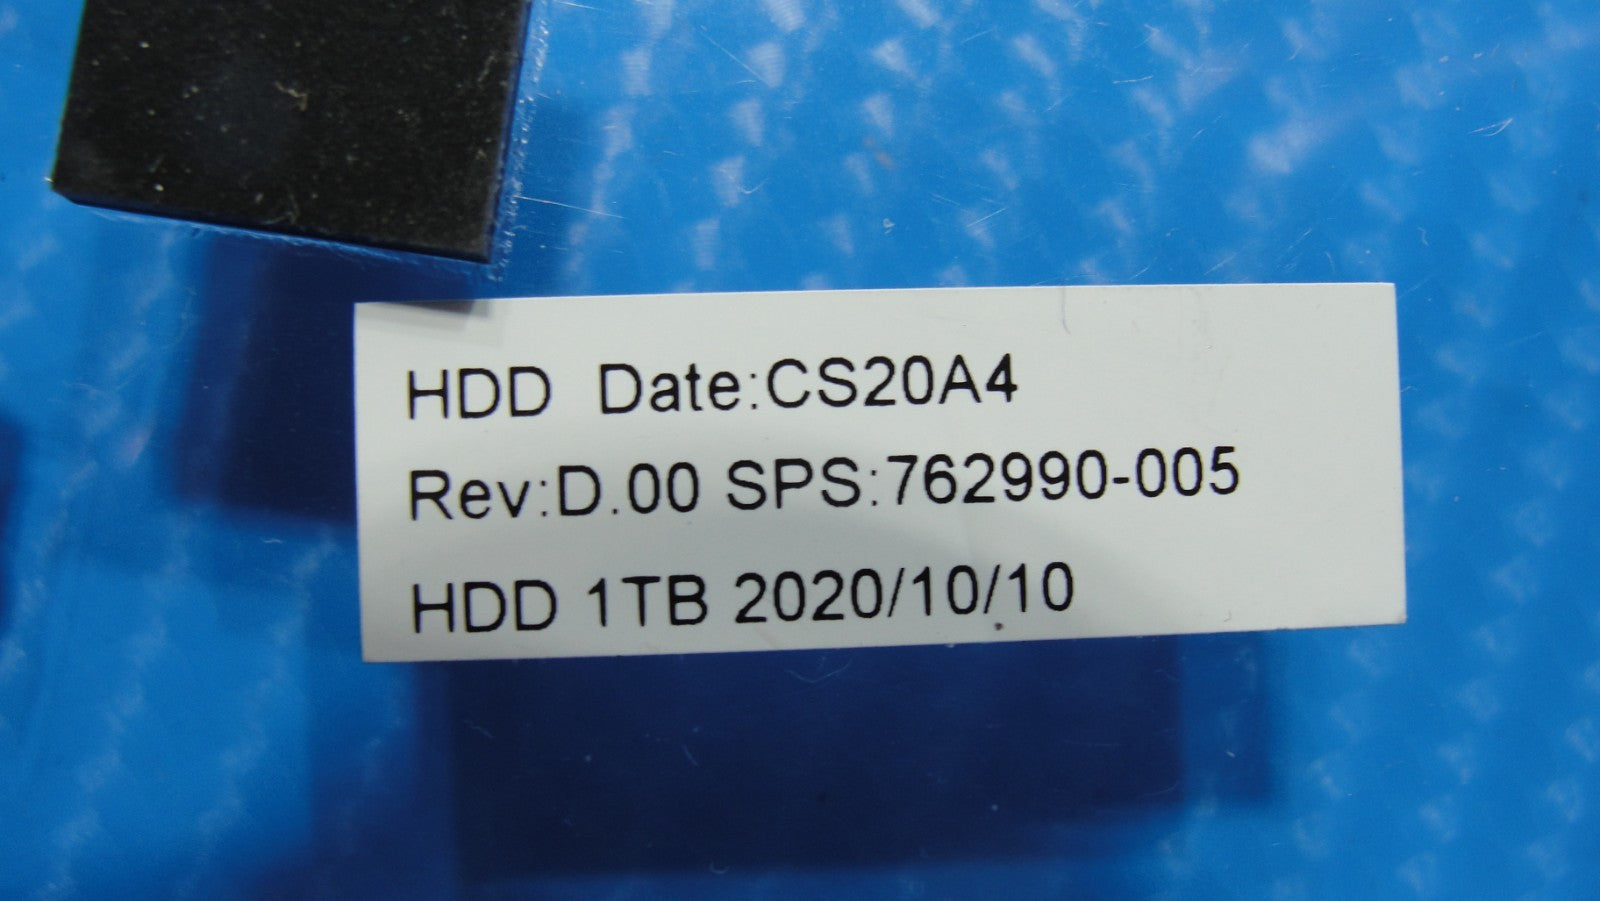 HDD Date:CS20A4
Rev:D.00 SPS:762990-005
HDD 1TB 2020/10/10